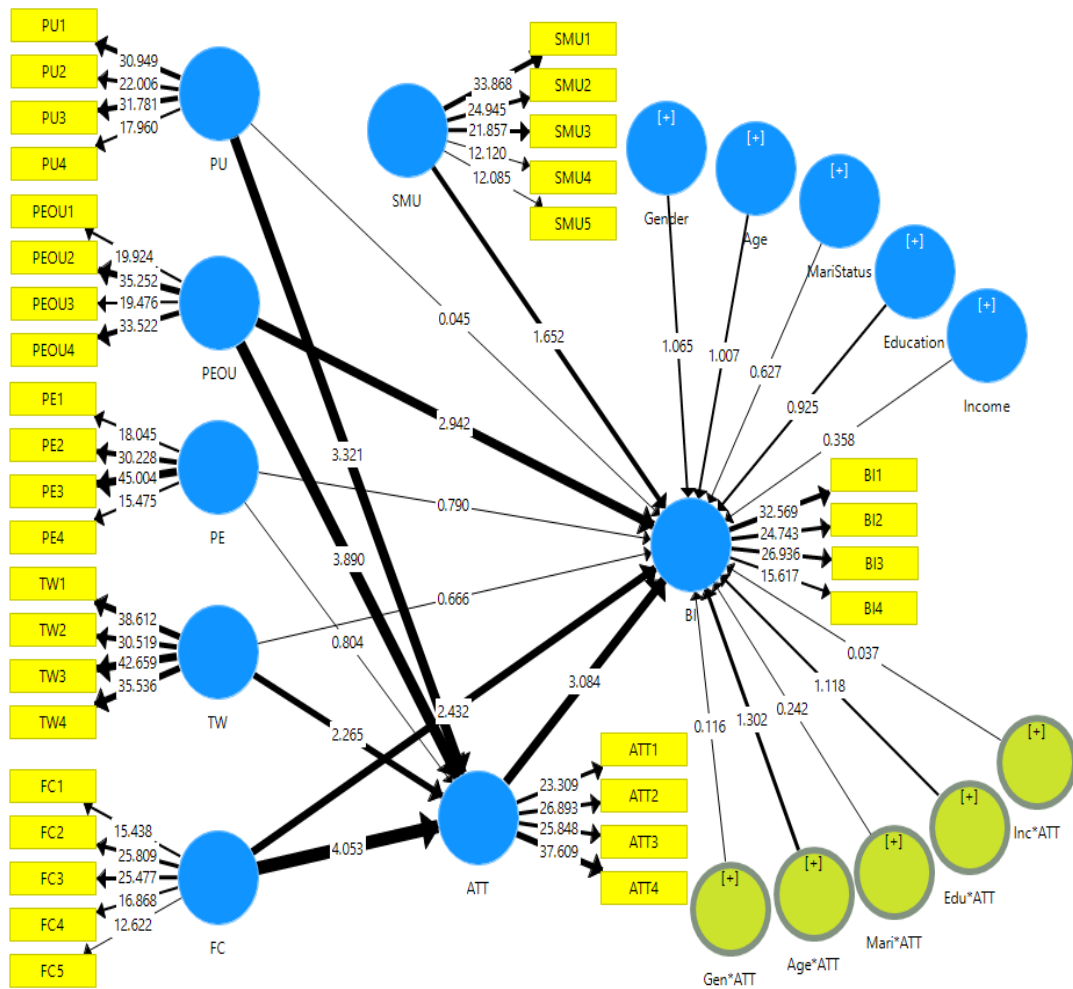 PU1
PU2
PU3
PU4
30.949
22.006
31.781
17.960
PU
PEOU1
PEOU2
PEOU3
PEOU4
19.924
35.252
19.476
33.522
PEOU
PE1
PE2
PE3
PE4
18.045
30.228
45.004
15.475
PE
TW1
TW2
TW3
TW4
38.612
30.519
42.659
35.536
TW
FC1
FC2
FC3
FC4
FC5
15.438
25.809
25.477
16.868
12.622
FC
SMU
33.868
24.945
21.857
12.120
12.085
SMU1
SMU2
SMU3
SMU4
SMU5
[+]
Gender
[+]
Age
[+]
MariStatus
[+]
Education
[+]
Income
0.045
1.652
1.065
1.007
0.627
0.925
0.358
2.942
3.321
0.790
3.890
0.666
0.804
2.432
2.265
3.084
4.053
BI
32.569
24.743
26.936
15.617
BI1
BI2
BI3
BI4
ATT
23.309
26.893
25.848
37.609
ATT1
ATT2
ATT3
ATT4
0.116
1.302
0.242
1.118
0.037
[+]
Gen*ATT
[+]
Age*ATT
[+]
Mari*ATT
[+]
Edu*ATT
[+]
Inc*ATT